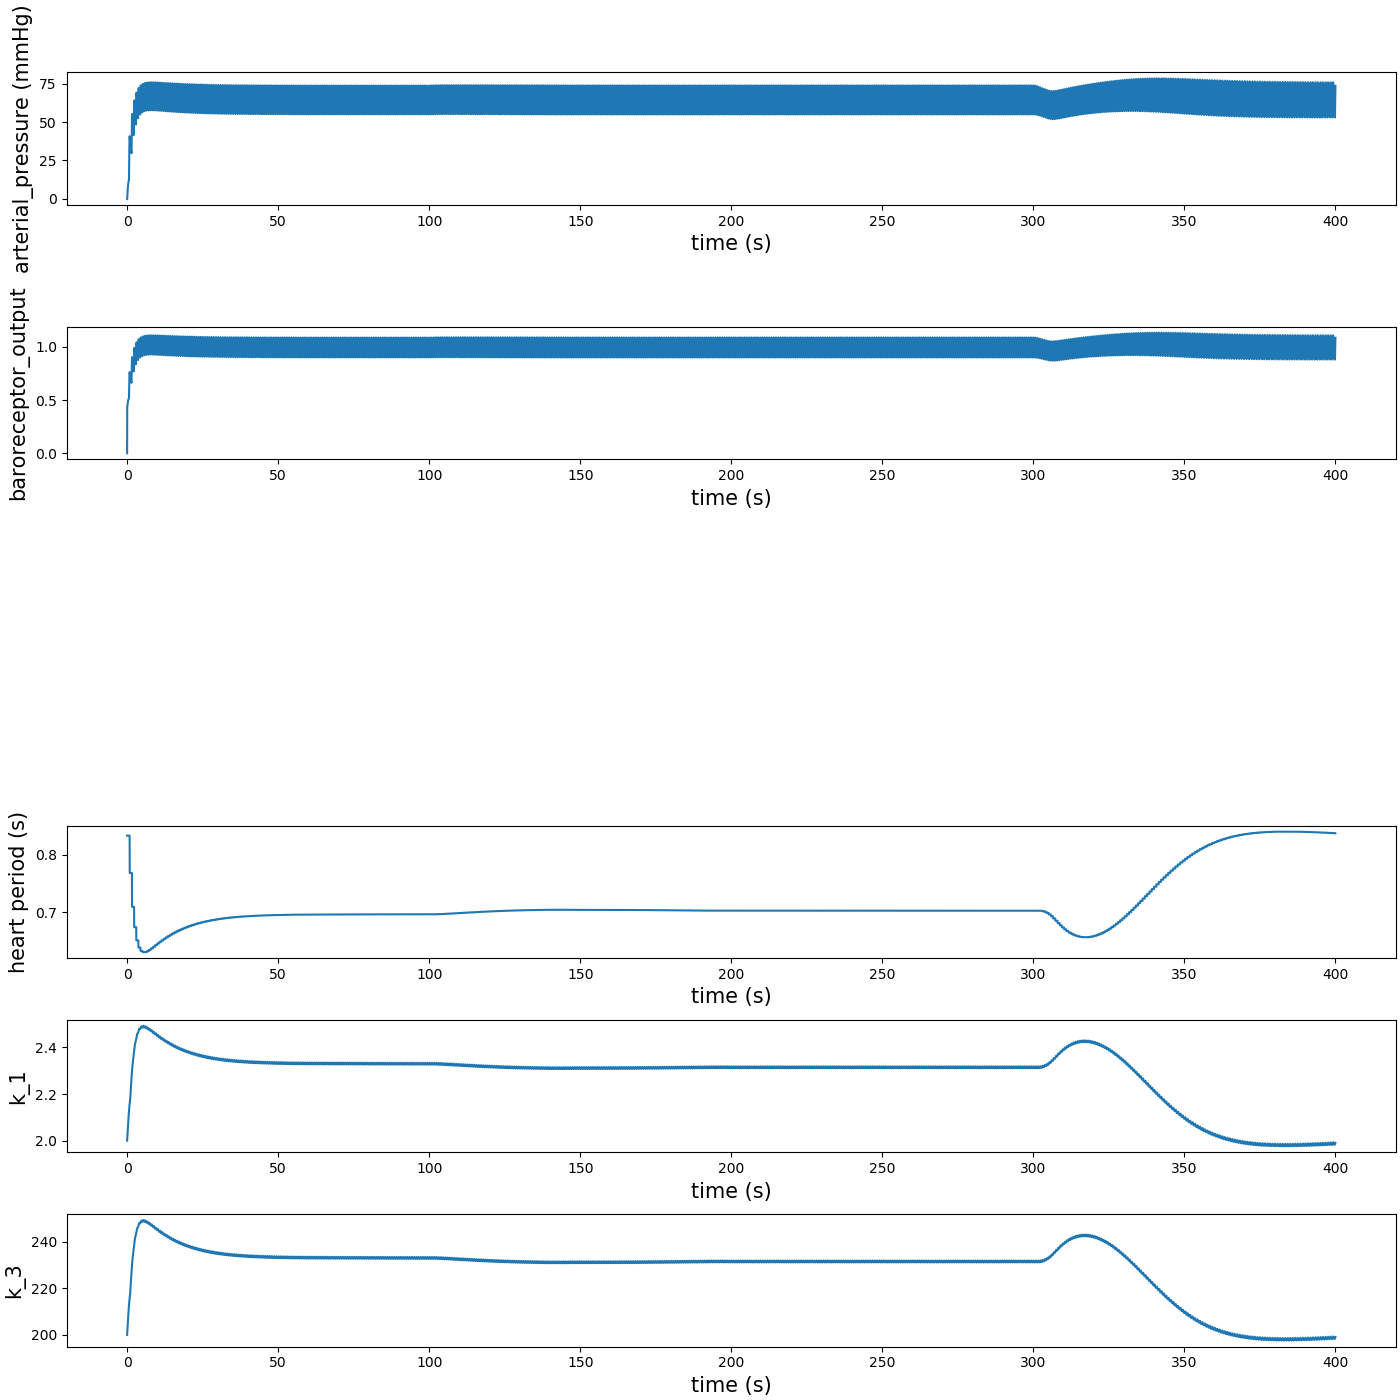 arterial_pressure (mmHg)
75
50
25
0
0 50 100 150 200 250 300 350 400
time (s)
baroreceptor_output
1.0
0.5
0.0
0 50 100 150 200 250 300 350 400
time (s)
heart period (s)
0.8
0.7
0 50 100 150 200 250 300 350 400
time (s)
k_1
2.4
2.2
2.0
0 50 100 150 200 250 300 350 400
time (s)
k_3
240
220
200
0 50 100 150 200 250 300 350 400
time (s)